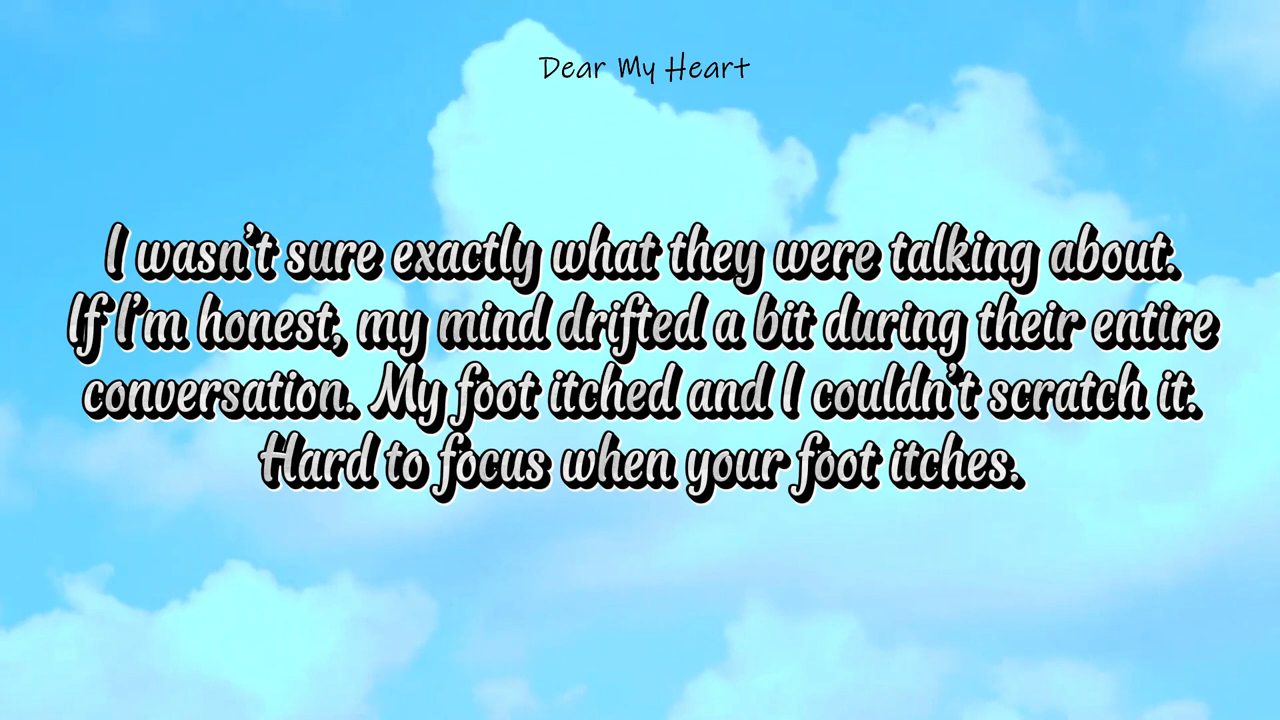 Dear My Heart
I wasn't sure exactly what they were talking about.
If I'm honest, my mind drifted a bit during their entire
conversation. My foot itched and I couldn't scratch it.
Hard to focus when your foot itches.